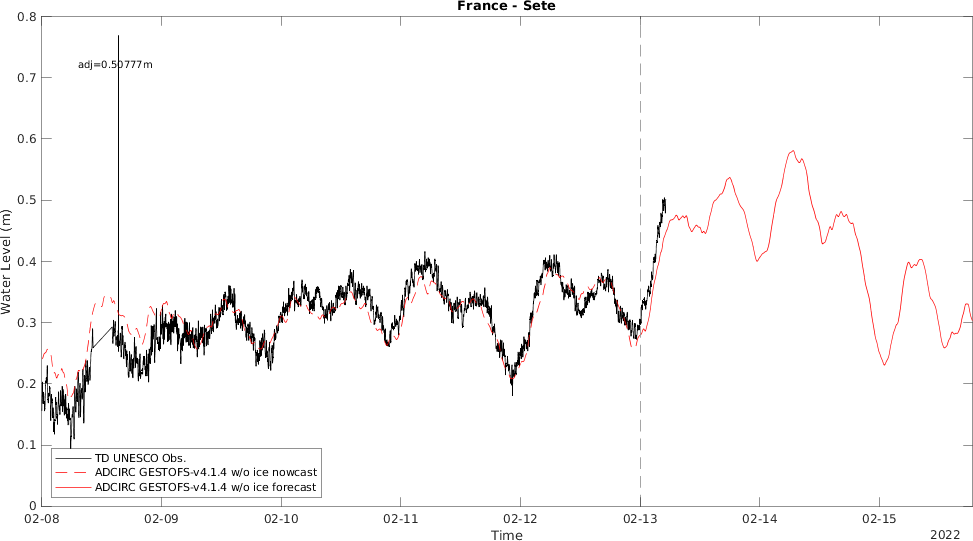 France - Sete
0.8
adj=0.50777m
0.7
0.6
0.5
0.4
0.3
0.2
0.1
0
Water Level (m)
TD UNESCO Obs.
ADCIRC GESTOFS-v4.1.4 w/o ice nowcast
ADCIRC GESTOFS-v4.1.4 w/o ice forecast
02-08 02-09 02-10 02-11 02-12 02-13 02-14 02-15
Time
2022